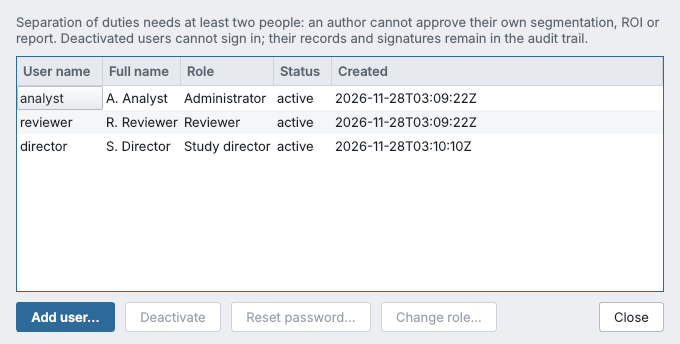 Separation of duties needs at least two people: an author cannot approve their own segmentation, ROI or
report. Deactivated users cannot sign in; their records and signatures remain in the audit trail.
User name Full name Role Status Created
analyst A. Analyst Administrator active 2026-11-28T03:09:22Z
reviewer R. Reviewer Reviewer active 2026-11-28T03:09:22Z
director S. Director Study director active 2026-11-28T03:10:10Z
Add user... Deactivate Reset password... Change role... Close